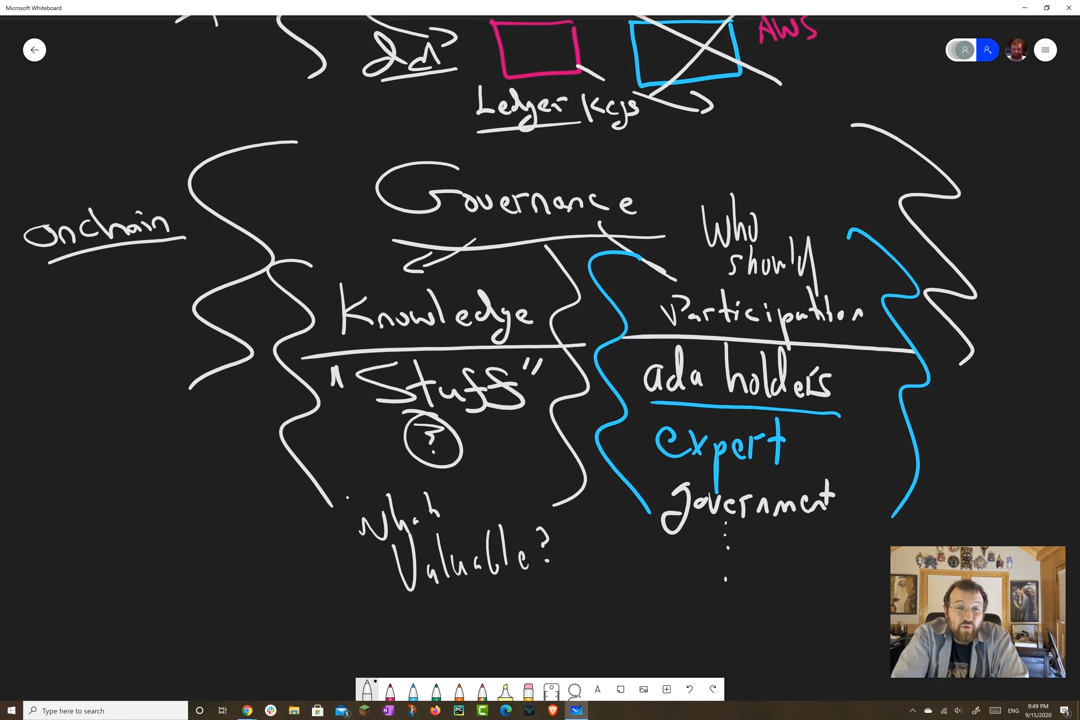 Microsoft Whiteboard
AWS
Ledger Keys
Governance
onchain
Who
should
Knowledge
Participation
"Stuff"
?
ada holders
expert
government
What
Valuable?
A
Type here to search
ENG
9:49 PM
9/15/2020